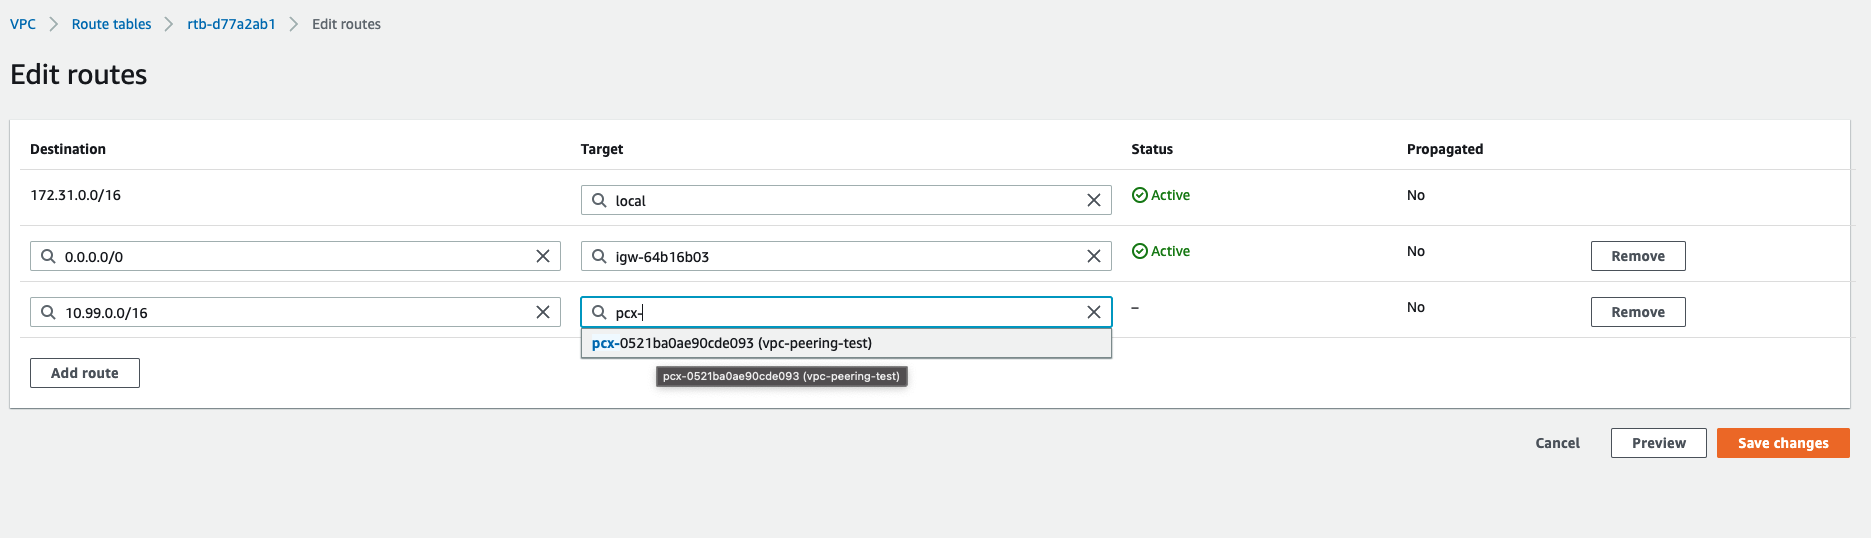 VPC Route tables rtb-d77a2ab1 Edit routes
Edit routes
Destination Target Status Propagated
172.31.0.0/16 local Active No
0.0.0.0/0 igw-64b16b03 Active No Remove
10.99.0.0/16 pcx- – No Remove
pcx-0521ba0ae90cde093 (vpc-peering-test)
Add route pcx-0521ba0ae90cde093 (vpc-peering-test)
Cancel Preview Save changes